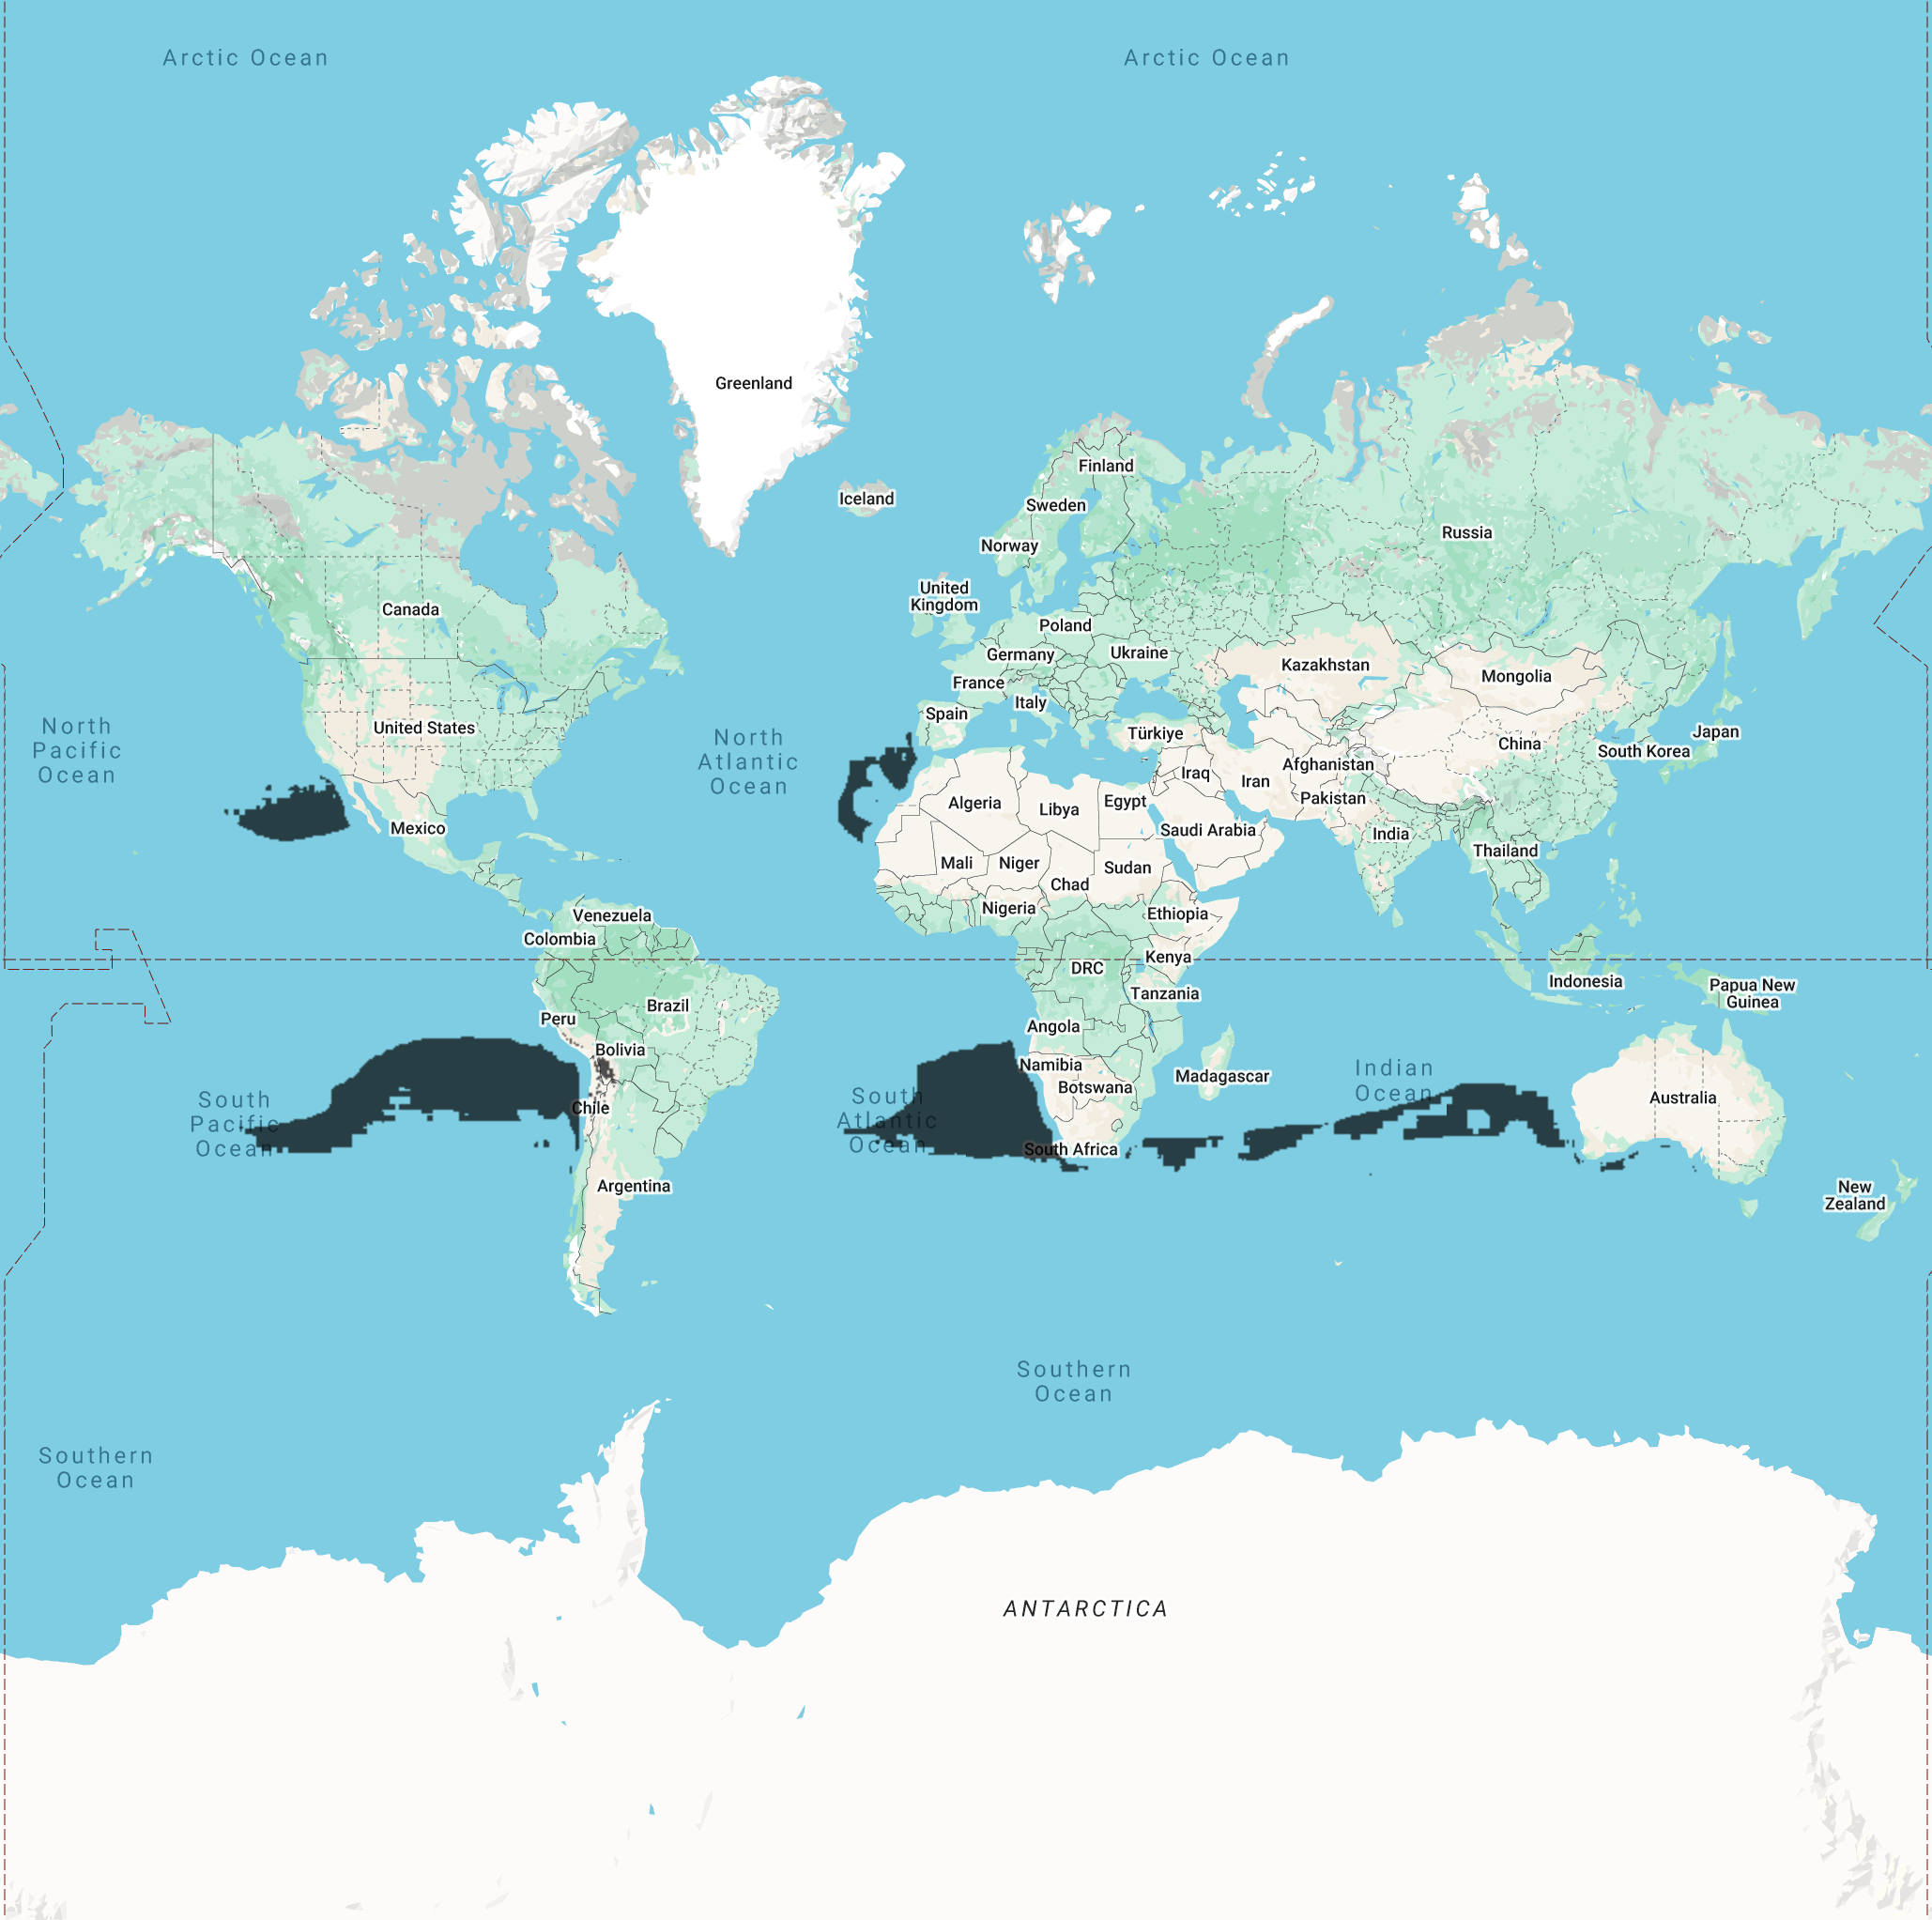 Arctic Ocean
Arctic Ocean
Greenland
Finland
Iceland
Sweden
Russia
Norway
United
Kingdom
Canada
Poland
Ukraine
Germany
Kazakhstan
Mongolia
France
Italy
Spain
United States
Türkiye
Japan
China
South Korea
North
Pacific
Ocean
North
Atlantic
Ocean
Afghanistan
Iraq
Iran
Pakistan
Algeria
Libya
Egypt
Mexico
Saudi Arabia
India
Thailand
Mali
Niger
Sudan
Chad
Nigeria
Ethiopia
Venezuela
Colombia
Kenya
DRC
Indonesia
Tanzania
Papua New
Guinea
Brazil
Peru
Angola
Bolivia
Namibia
Botswana
Madagascar
Indian
Ocean
Australia
South
Pacific
Ocean
Chile
South
Atlantic
Ocean
South Africa
Argentina
New
Zealand
Southern
Ocean
Southern
Ocean
ANTARCTICA